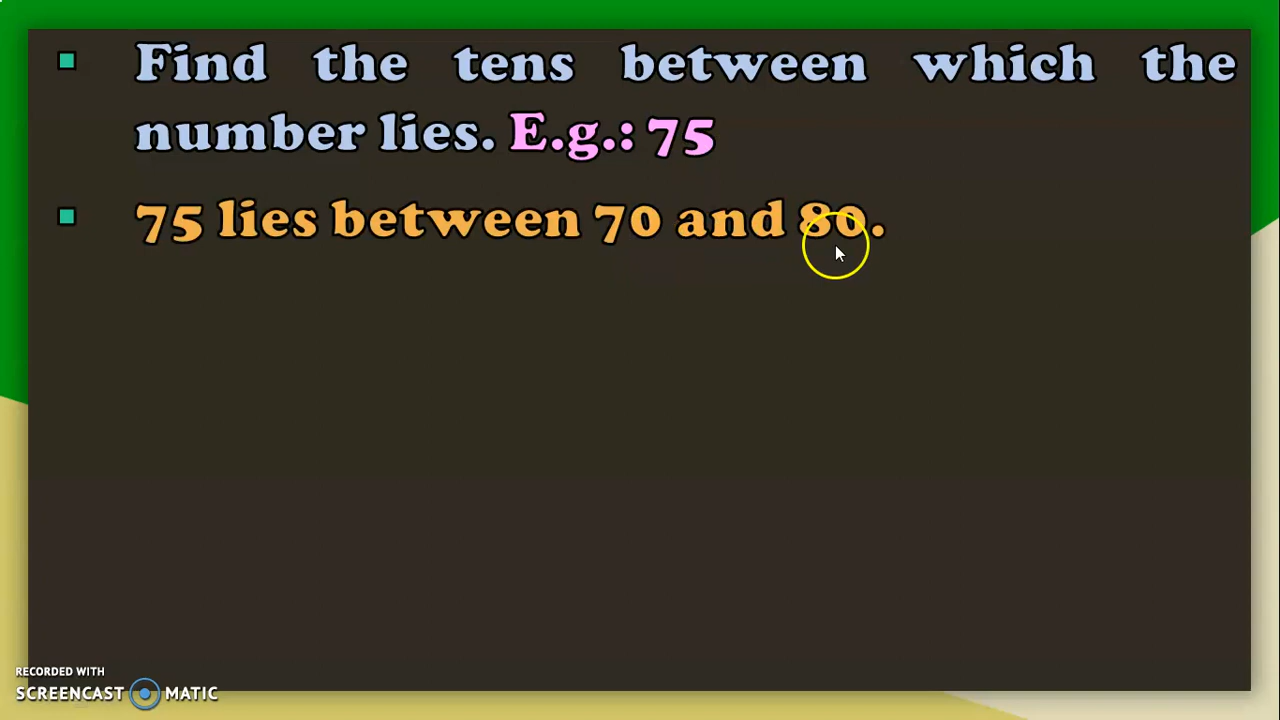 Find the tens between which the
number lies. E.g.: 75
75 lies between 70 and 80.
RECORDED WITH
SCREENCAST MATIC